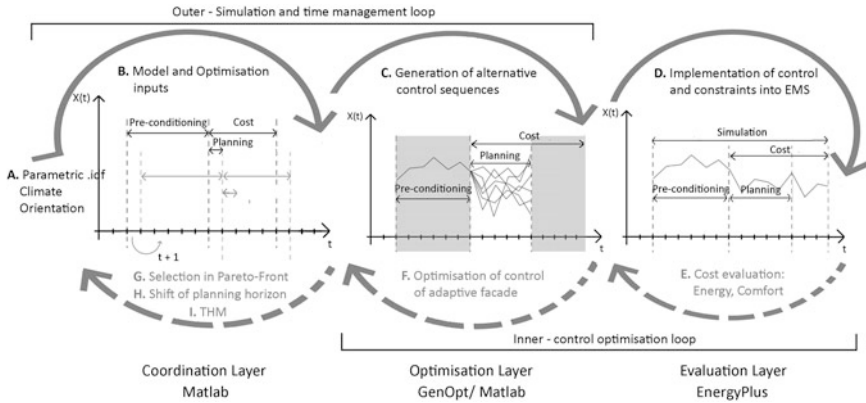 Outer - Simulation and time management loop
B. Model and Optimisation
inputs
X(t)
Pre-conditioning
Cost
Planning
A. Parametric .idf
Climate
Orientation
t
t + 1
G. Selection in Pareto-Front
H. Shift of planning horizon
I. THM
C. Generation of alternative
control sequences
X(t)
Cost
Planning
Pre-conditioning
t
F. Optimisation of control
of adaptive facade
D. Implementation of control
and constraints into EMS
X(t)
Simulation
Cost
Pre-conditioning
Planning
t
E. Cost evaluation:
Energy, Comfort
Inner - control optimisation loop
Coordination Layer
Matlab
Optimisation Layer
GenOpt/ Matlab
Evaluation Layer
EnergyPlus